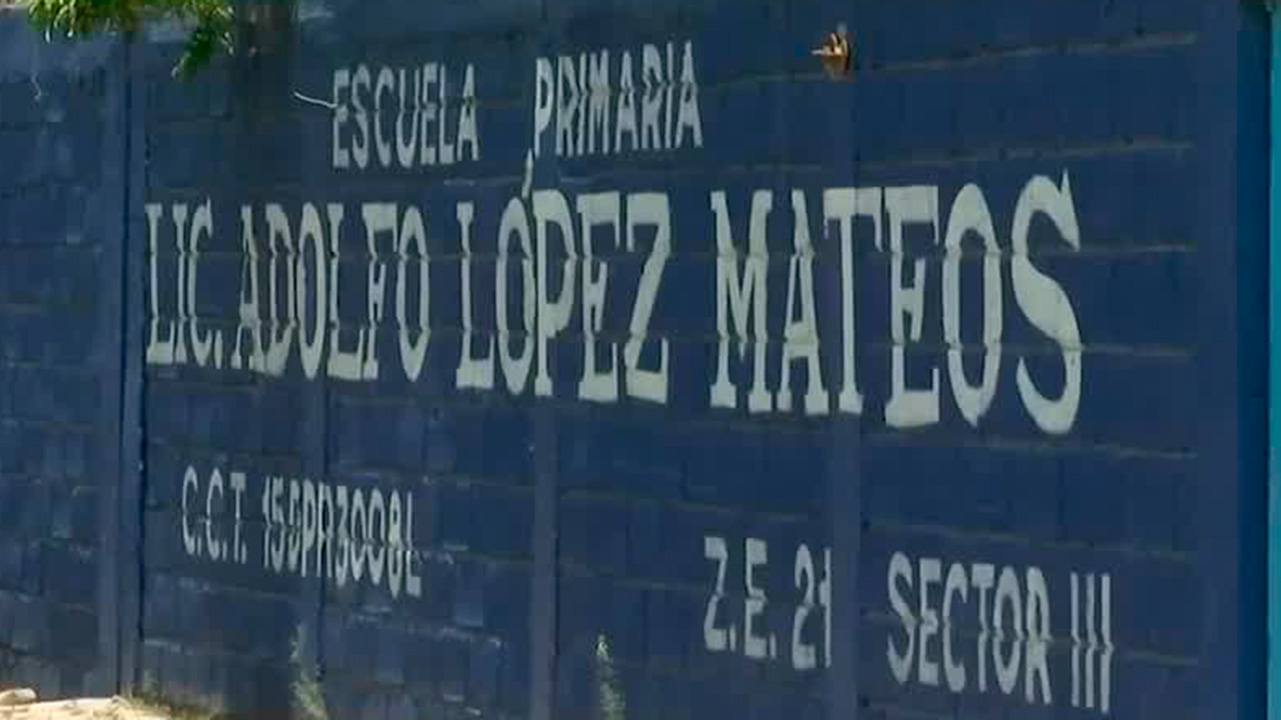 ESCUELA PRIMARIA
LIC. ADOLFO LÓPEZ MATEOS
C.C.T. 15DPR3008L
Z.E. 21 SECTOR III